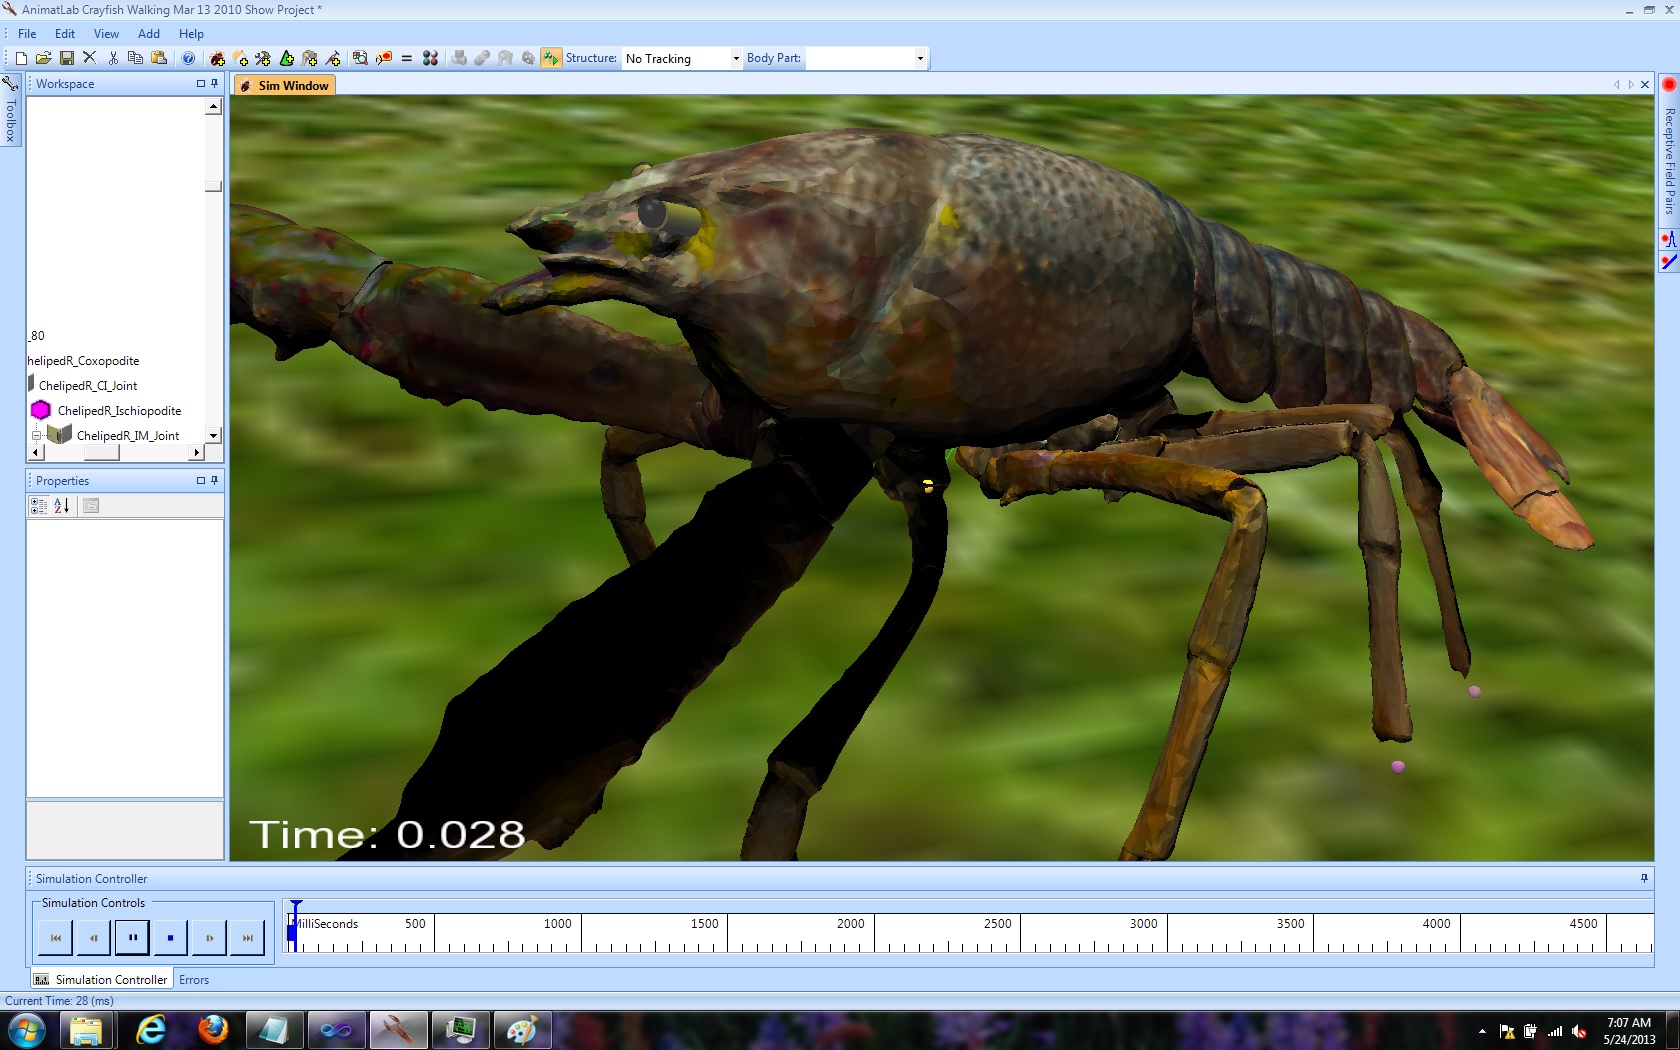 AnimatLab Crayfish Walking Mar 13 2010 Show Project *
File Edit View Add Help
Structure: No Tracking Body Part:
Toolbox
Workspace
Sim Window
Receptive Field Pairs
_80
helipedR_Coxopodite
ChelipedR_CI_Joint
ChelipedR_Ischiopodite
ChelipedR_IM_Joint
Properties
A
Z
Time: 0.028
Simulation Controller
Simulation Controls
MilliSeconds 500 1000 1500 2000 2500 3000 3500 4000 4500
Simulation Controller Errors
Current Time: 28 (ms)
7:07 AM
5/24/2013